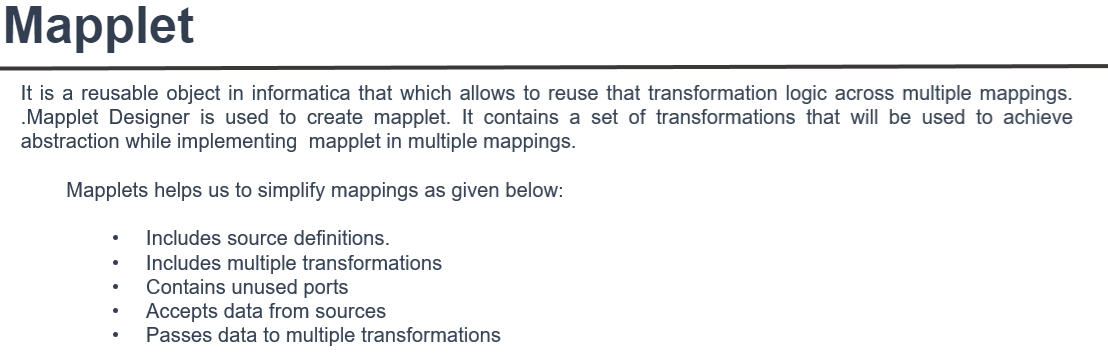 Mapplet
It is a reusable object in informatica that which allows to reuse that transformation logic across multiple mappings.
.Mapplet Designer is used to create mapplet. It contains a set of transformations that will be used to achieve
abstraction while implementing  mapplet in multiple mappings.
Mapplets helps us to simplify mappings as given below:
• Includes source definitions.
• Includes multiple transformations
• Contains unused ports
• Accepts data from sources
• Passes data to multiple transformations